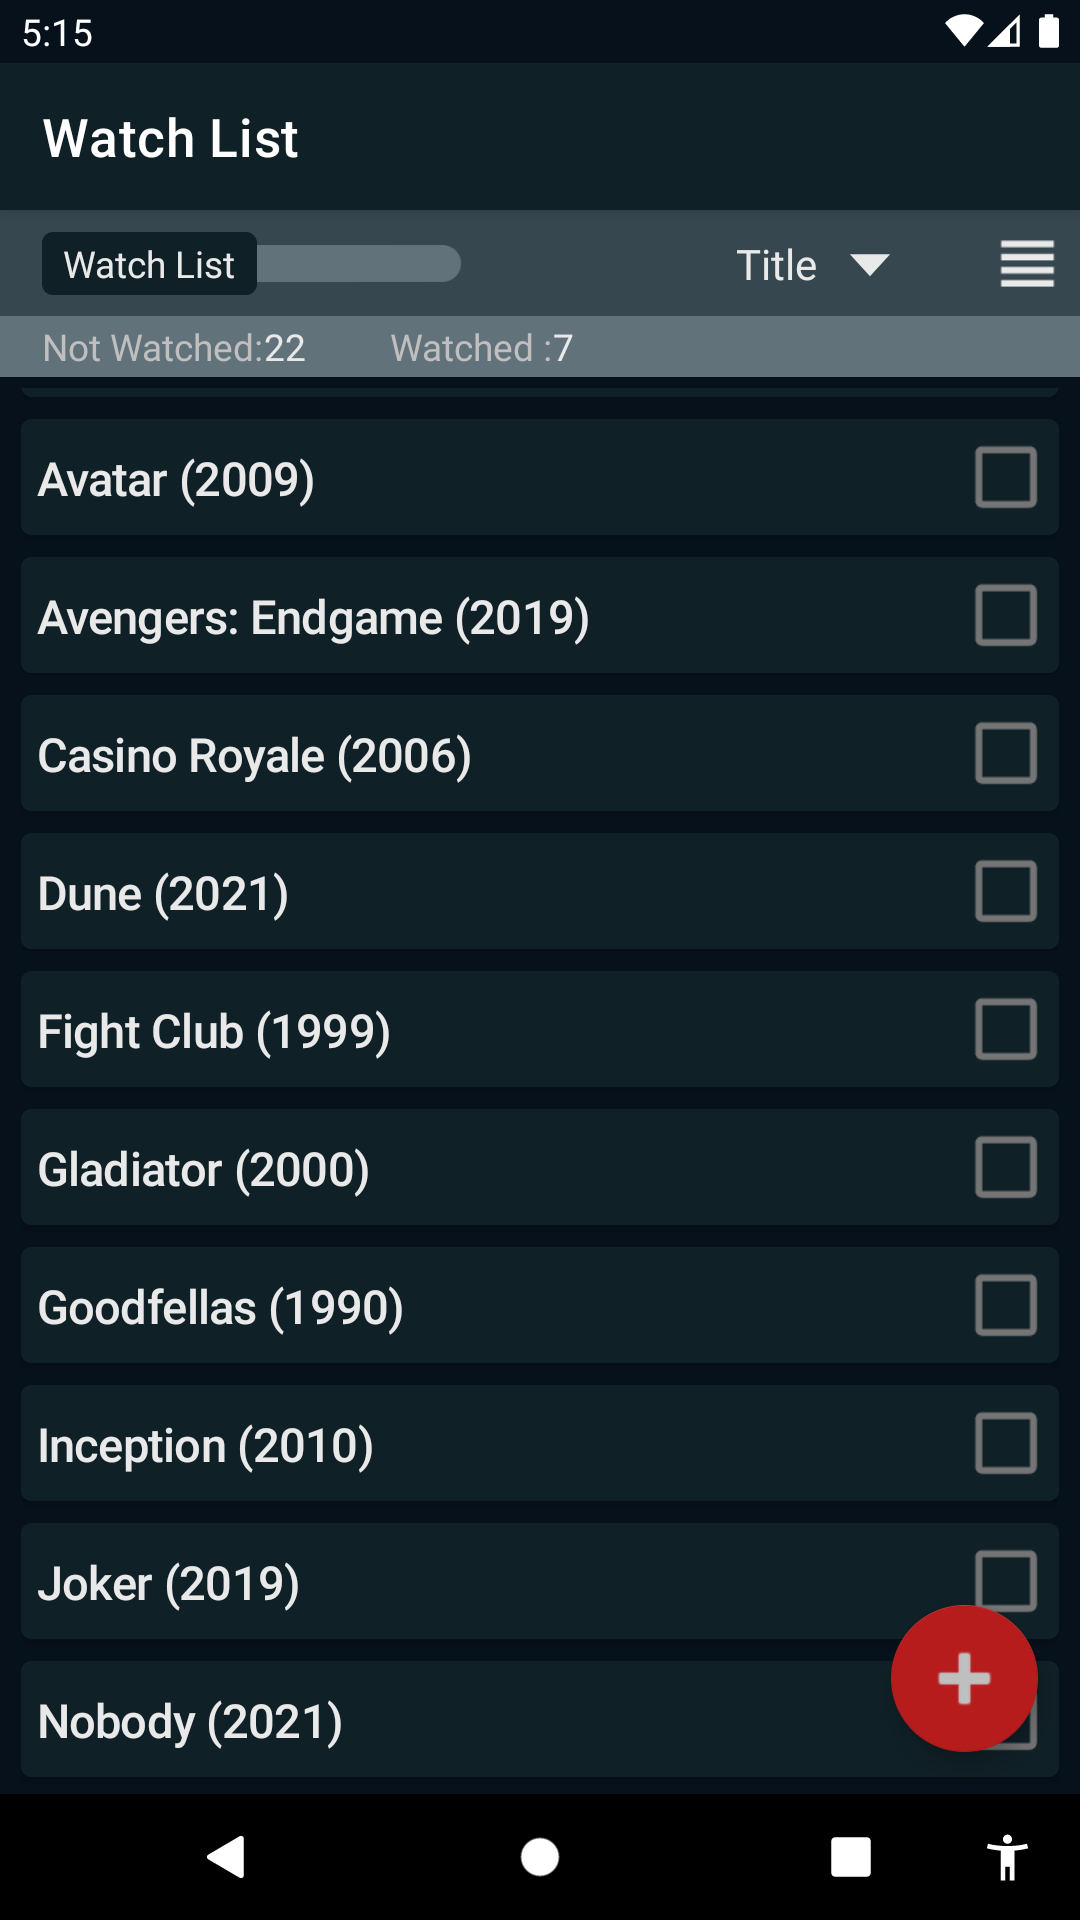 5:15
Watch List
Watch List
Title
Not Watched:22 Watched :7
Avatar (2009)
Avengers: Endgame (2019)
Casino Royale (2006)
Dune (2021)
Fight Club (1999)
Gladiator (2000)
Goodfellas (1990)
Inception (2010)
Joker (2019)
Nobody (2021)